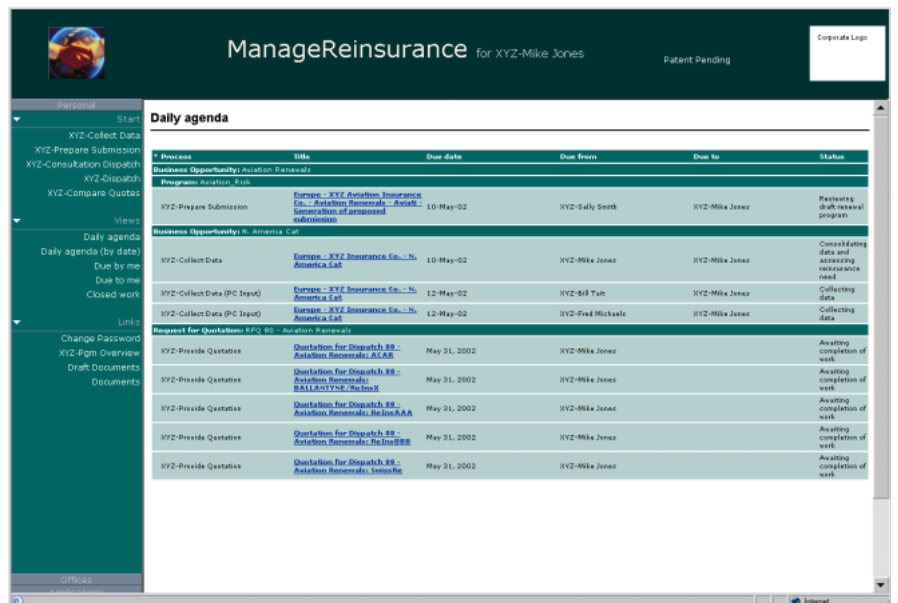 ManageReinsurance for XYZ-Mike Jones
Patent Pending
Corporate Logo
Personal
Start
XYZ-Collect Data
XYZ-Prepare Submission
XYZ-Consultation Dispatch
XYZ-Dispatch
XYZ-Compare Quotes
Views
Daily agenda
Daily agenda (by date)
Due by me
Due to me
Closed work
Links
Change Password
XYZ-Pgm Overview
Draft Documents
Documents
Offices
Daily agenda
* Process Title Due date Due from Due to Status
Business Opportunity: Aviation Renewals
Program: Aviation_Risk
Europe - XYZ Aviation Insurance
Co. - Aviation Renewals - Aviati -
Generation of proposed
submission
XYZ-Prepare Submission
10-May-02
XYZ-Sally Smith
XYZ-Mike Jones
Reviewing
draft renewal
program
Business Opportunity: N. America Cat
XYZ-Collect Data
Europe - XYZ Insurance Co. - N.
America Cat
10-May-02
XYZ-Mike Jones
XYZ-Mike Jones
Consolidating
data and
assessing
reinsurance
need
XYZ-Collect Data (PC Input)
Europe - XYZ Insurance Co. - N.
America Cat
12-May-02
XYZ-Bill Tait
XYZ-Mike Jones
Collecting
data
XYZ-Collect Data (PC Input)
Europe - XYZ Insurance Co. - N.
America Cat
12-May-02
XYZ-Fred Michaels
XYZ-Mike Jones
Collecting
data
Request for Quotation: RFQ 80 - Aviation Renewals
XYZ-Provide Quotation
Quotation for Dispatch 80 -
Aviation Renewals: ACAR
May 31, 2002
XYZ-Mike Jones
Awaiting
completion of
work
XYZ-Provide Quotation
Quotation for Dispatch 80 -
Aviation Renewals:
BALLANTYNE/ReInsX
May 31, 2002
XYZ-Mike Jones
Awaiting
completion of
work
XYZ-Provide Quotation
Quotation for Dispatch 80 -
Aviation Renewals: ReInsAAA
May 31, 2002
XYZ-Mike Jones
Awaiting
completion of
work
XYZ-Provide Quotation
Quotation for Dispatch 80 -
Aviation Renewals: ReInsBBB
May 31, 2002
XYZ-Mike Jones
Awaiting
completion of
work
XYZ-Provide Quotation
Quotation for Dispatch 80 -
Aviation Renewals: SwissRe
May 31, 2002
XYZ-Mike Jones
Awaiting
completion of
work
Internet